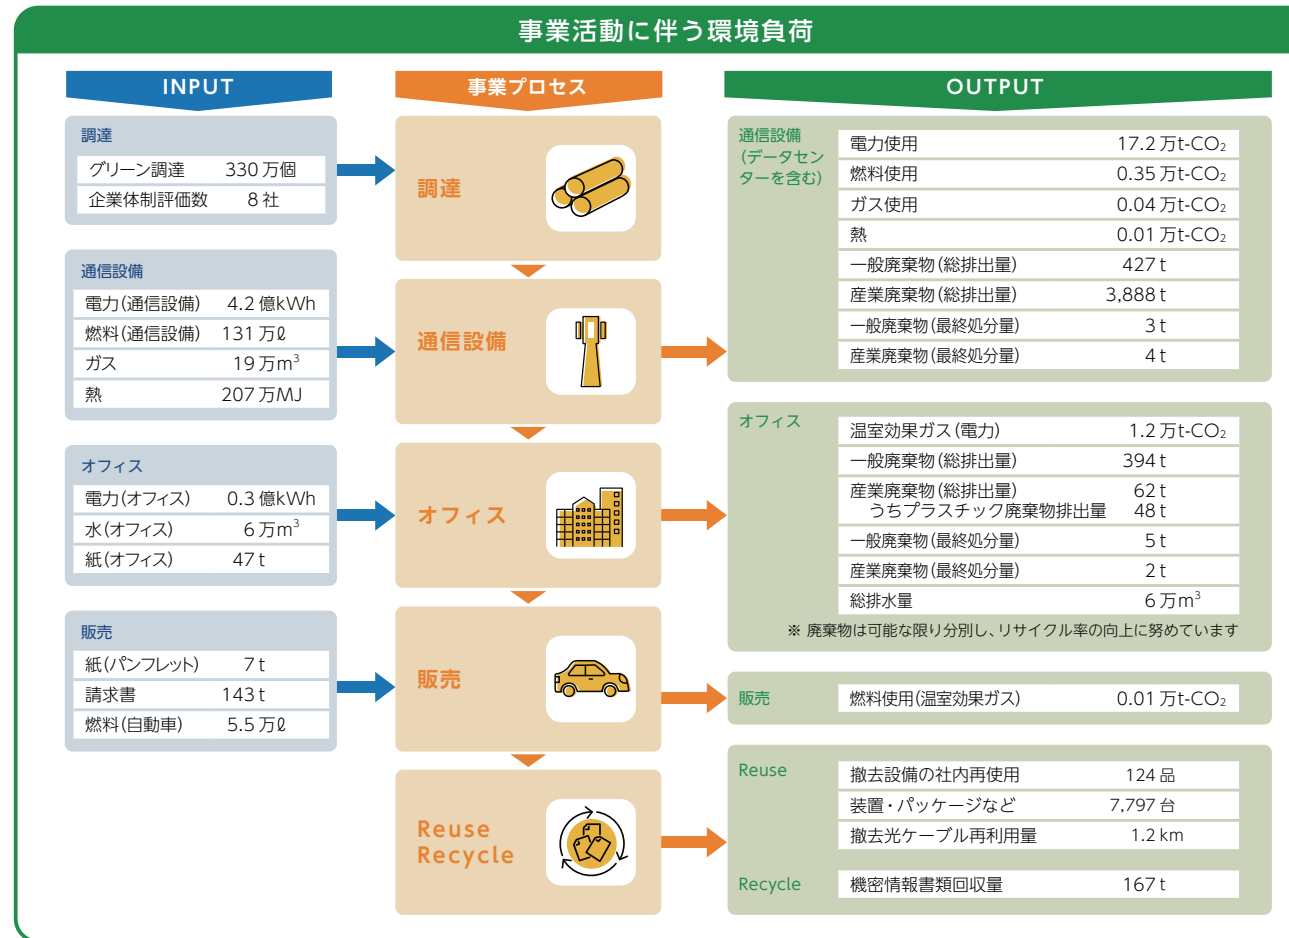 事業活動に伴う環境負荷
INPUT
調達
グリーン調達 330万個
企業体制評価数 8社
通信設備
電力(通信設備) 4.2億kWh
燃料(通信設備) 131万ℓ
ガス 19万m³
熱 207万MJ
オフィス
電力(オフィス) 0.3億kWh
水(オフィス) 6万m³
紙(オフィス) 47t
販売
紙(パンフレット) 7t
請求書 143t
燃料(自動車) 5.5万ℓ
事業プロセス
調達
通信設備
オフィス
販売
Reuse
Recycle
OUTPUT
通信設備
(データセン
ターを含む)
電力使用 17.2万t-CO₂
燃料使用 0.35万t-CO₂
ガス使用 0.04万t-CO₂
熱 0.01万t-CO₂
一般廃棄物(総排出量) 427t
産業廃棄物(総排出量) 3,888t
一般廃棄物(最終処分量) 3t
産業廃棄物(最終処分量) 4t
オフィス
温室効果ガス(電力) 1.2万t-CO₂
一般廃棄物(総排出量) 394t
産業廃棄物(総排出量) 62t
うちプラスチック廃棄物排出量 48t
一般廃棄物(最終処分量) 5t
産業廃棄物(最終処分量) 2t
総排水量 6万m³
※ 廃棄物は可能な限り分別し、リサイクル率の向上に努めています
販売
燃料使用(温室効果ガス) 0.01万t-CO₂
Reuse
撤去設備の社内再使用 124品
装置・パッケージなど 7,797台
撤去光ケーブル再利用量 1.2km
Recycle
機密情報書類回収量 167t